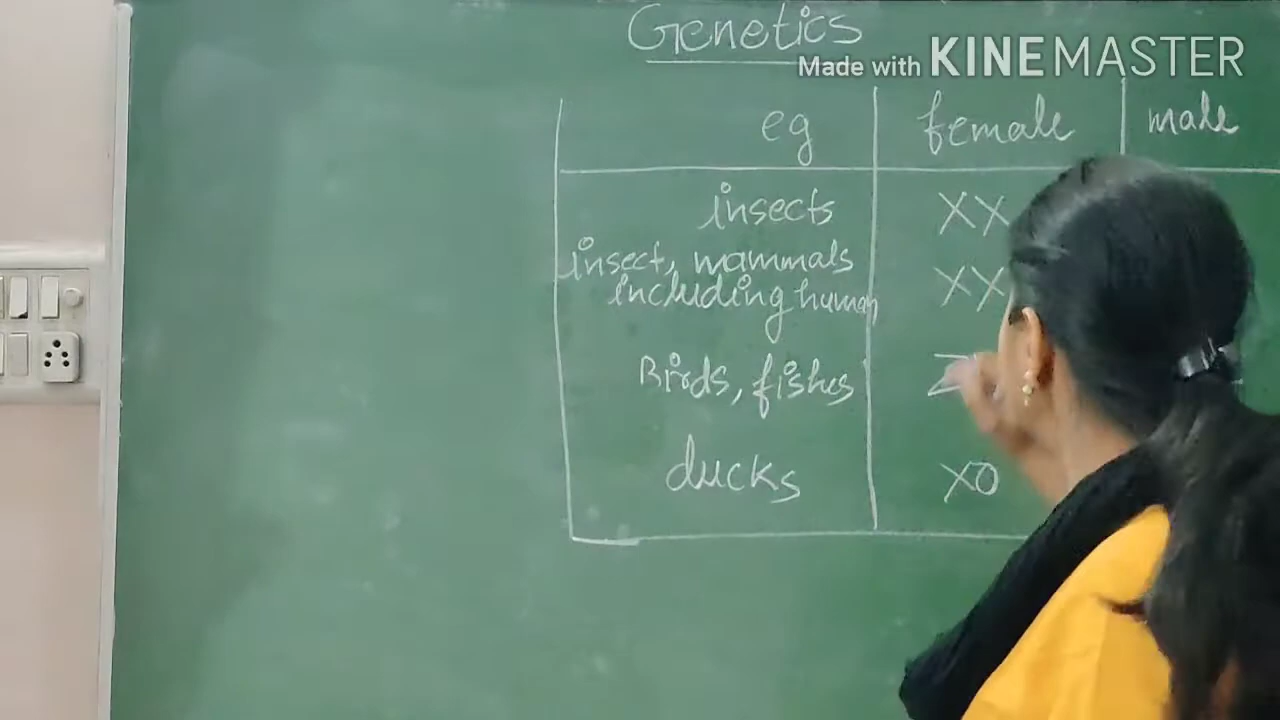 Genetics
Made with KINEMASTER
eg female male
insects XX
insect, mammals
including human XX
Birds, fishes Z
ducks XO